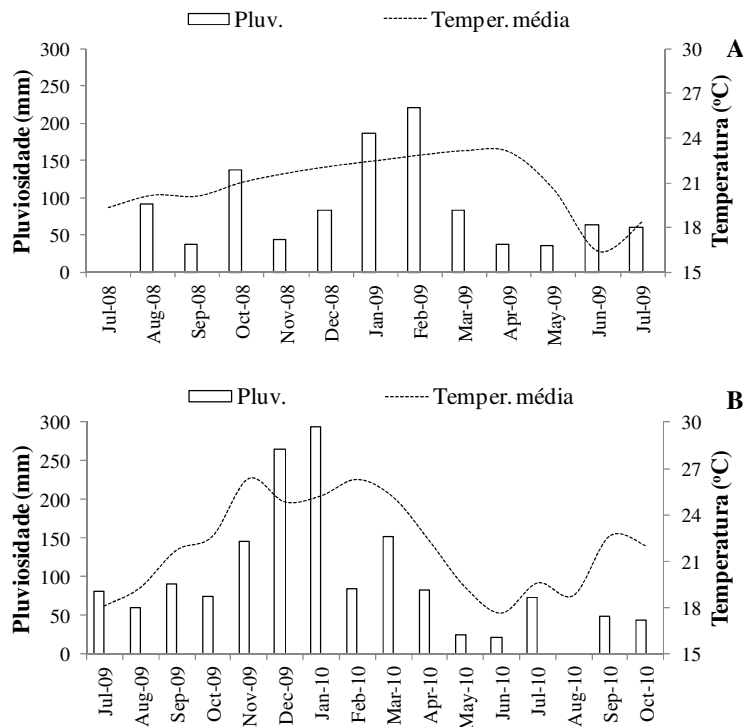 Pluv. Temper. média
A
300
250
200
150
100
50
0
Pluviosidade (mm)
30
27
24
21
18
15
Temperatura (ºC)
Jul-08
Aug-08
Sep-08
Oct-08
Nov-08
Dec-08
Jan-09
Feb-09
Mar-09
Apr-09
May-09
Jun-09
Jul-09
Pluv. Temper. média
B
300
250
200
150
100
50
0
Pluviosidade (mm)
30
27
24
21
18
15
Temperatura (ºC)
Jul-09
Aug-09
Sep-09
Oct-09
Nov-09
Dec-09
Jan-10
Feb-10
Mar-10
Apr-10
May-10
Jun-10
Jul-10
Aug-10
Sep-10
Oct-10